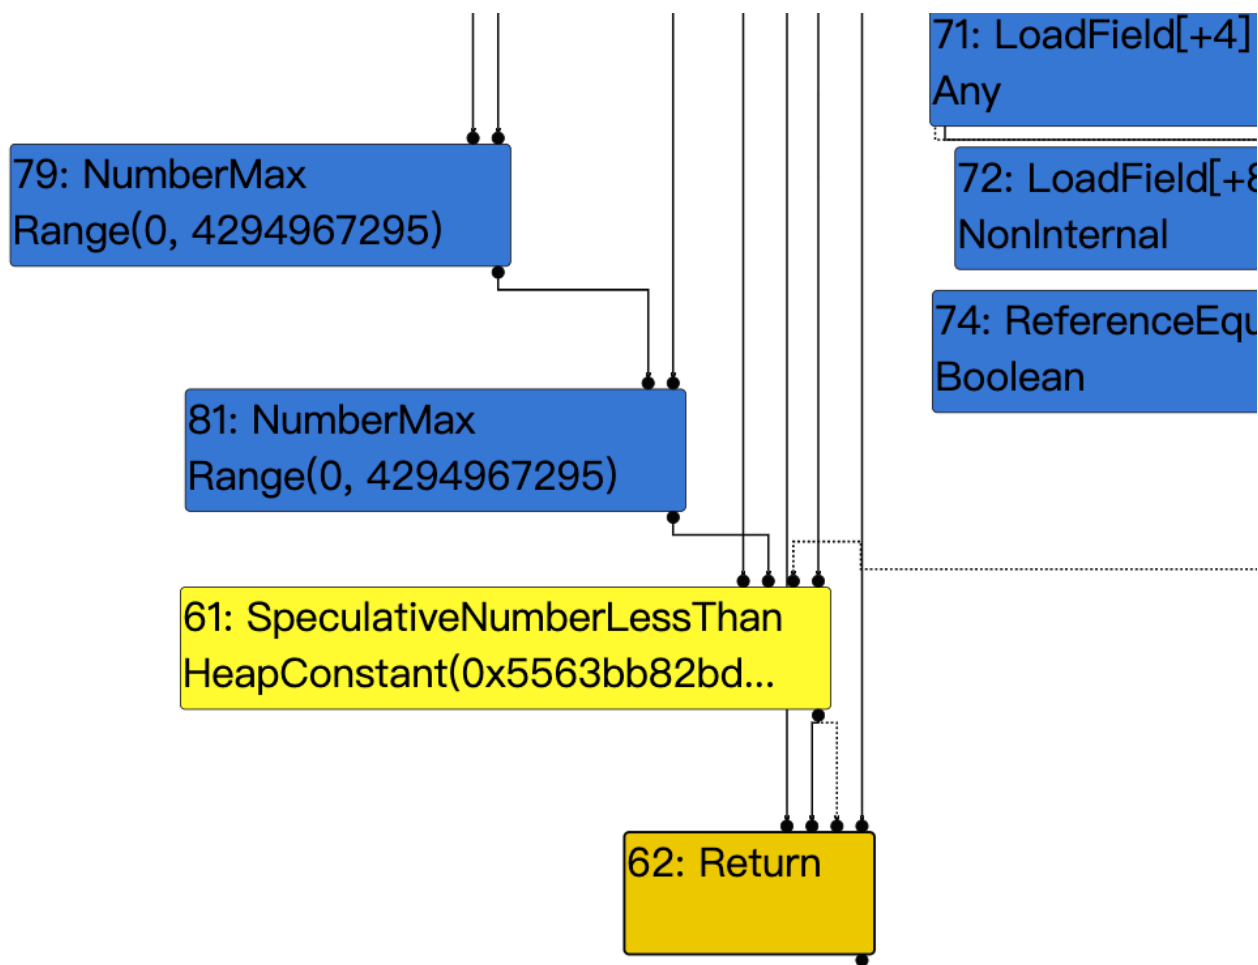 71: LoadField[+4]
Any
79: NumberMax
Range(0, 4294967295)
72: LoadField[+8
NonInternal
74: ReferenceEqu
Boolean
81: NumberMax
Range(0, 4294967295)
61: SpeculativeNumberLessThan
HeapConstant(0x5563bb82bd...
62: Return